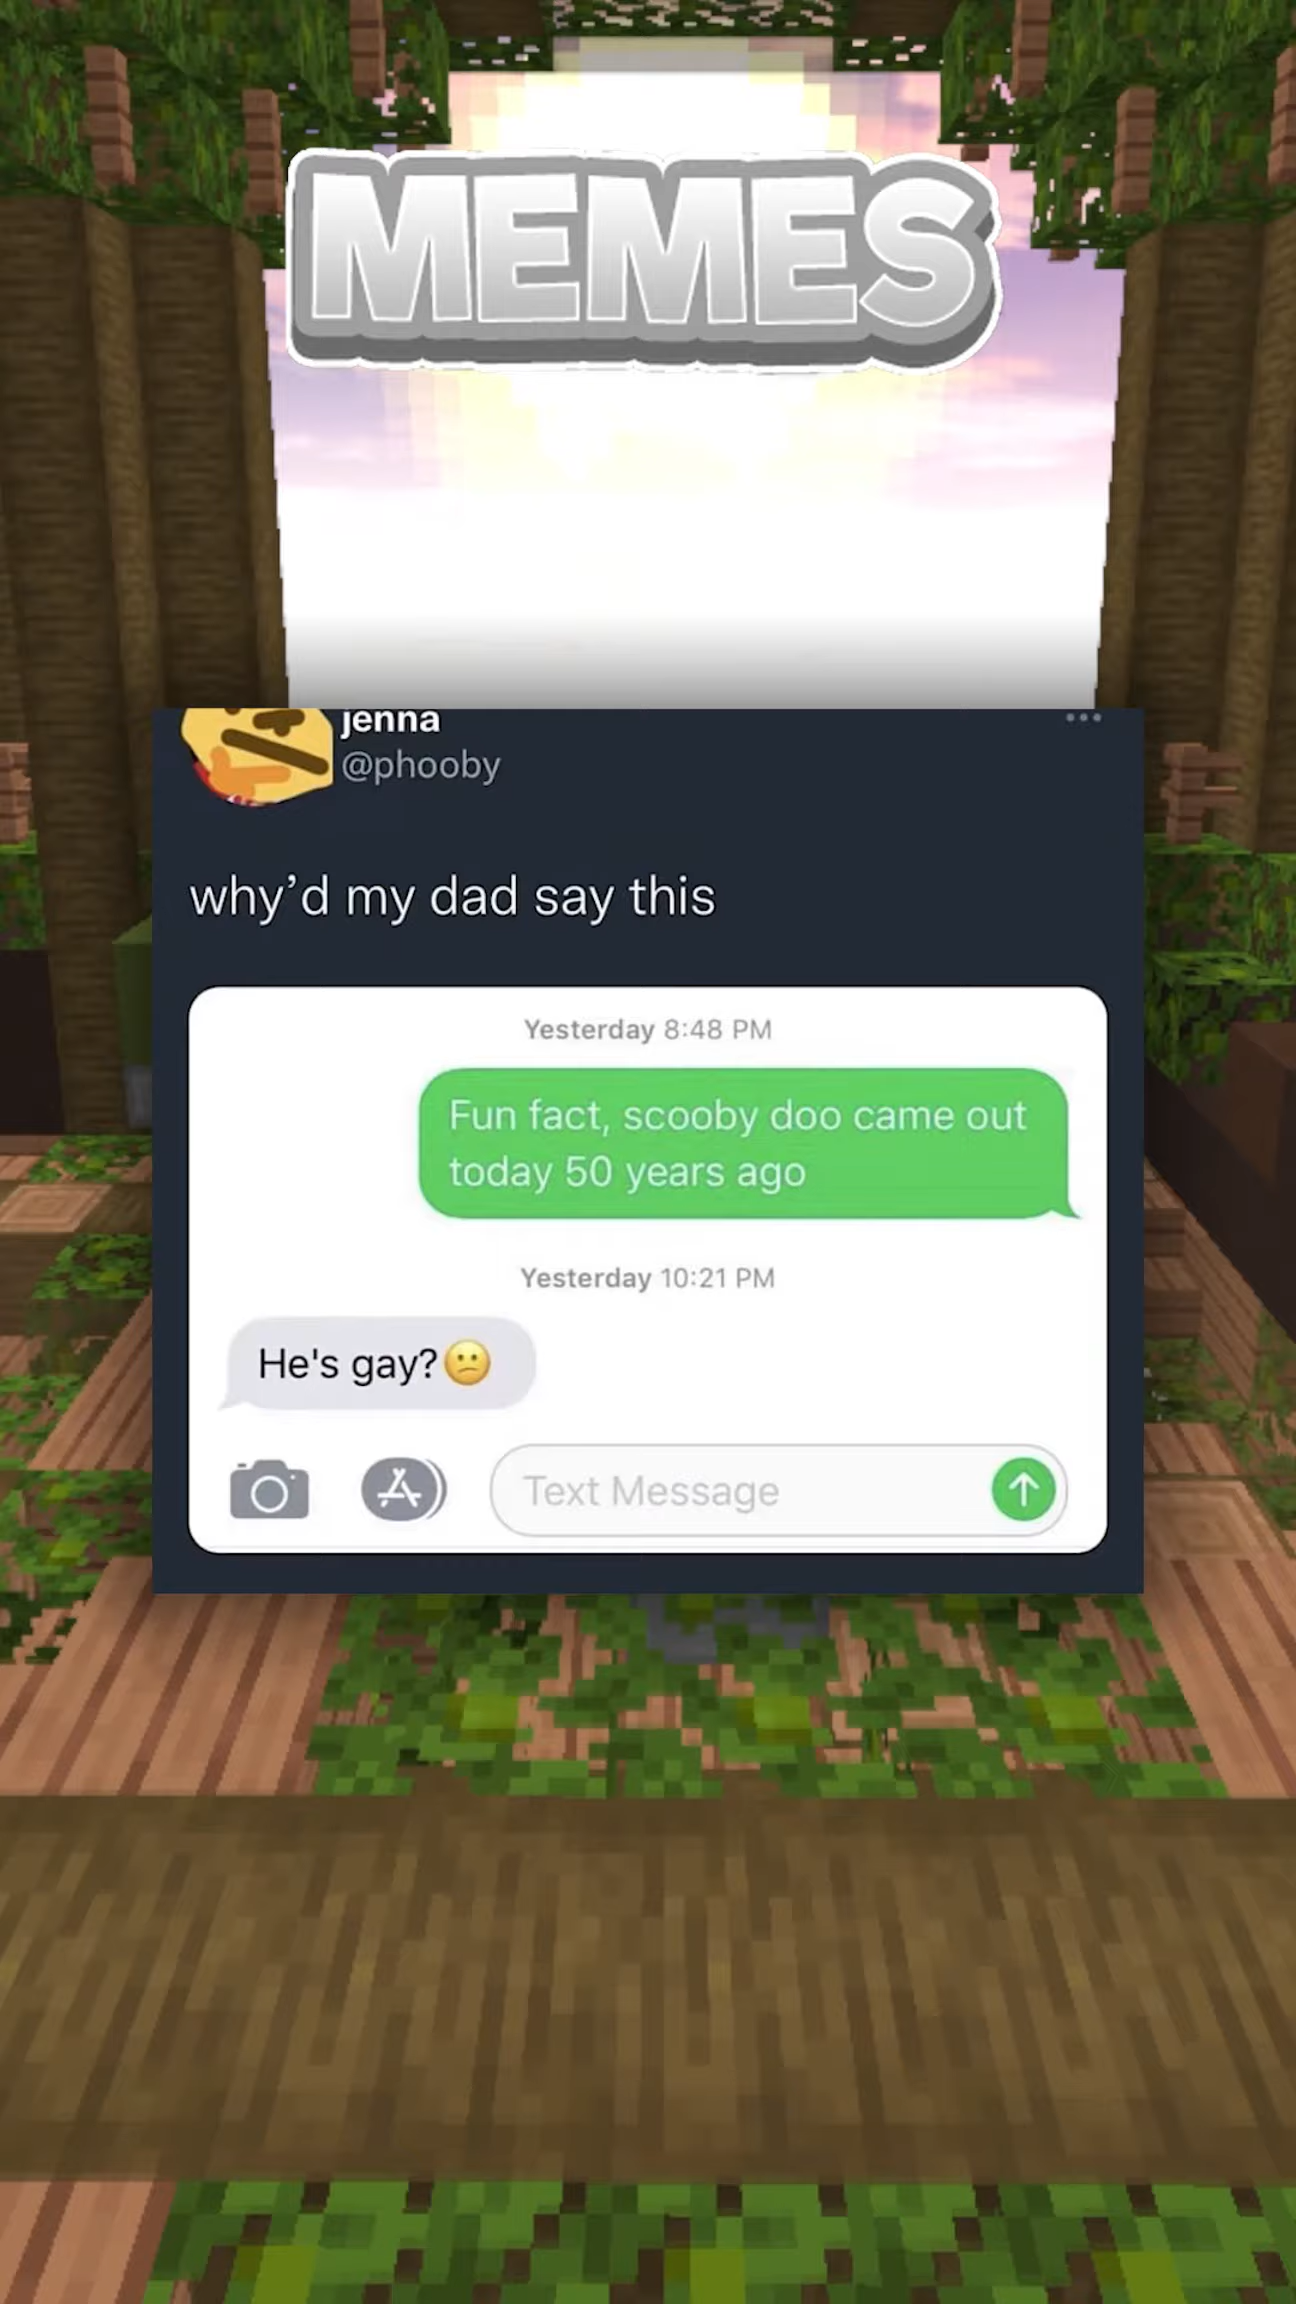 MEMES
jenna
@phooby
why’d my dad say this
Yesterday 8:48 PM
Fun fact, scooby doo came out
today 50 years ago
Yesterday 10:21 PM
He's gay?😕
Text Message